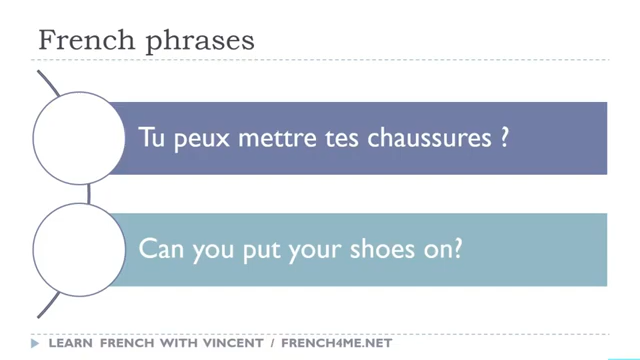 French phrases
Tu peux mettre tes chaussures ?
Can you put your shoes on?
LEARN FRENCH WITH VINCENT / FRENCH4ME.NET